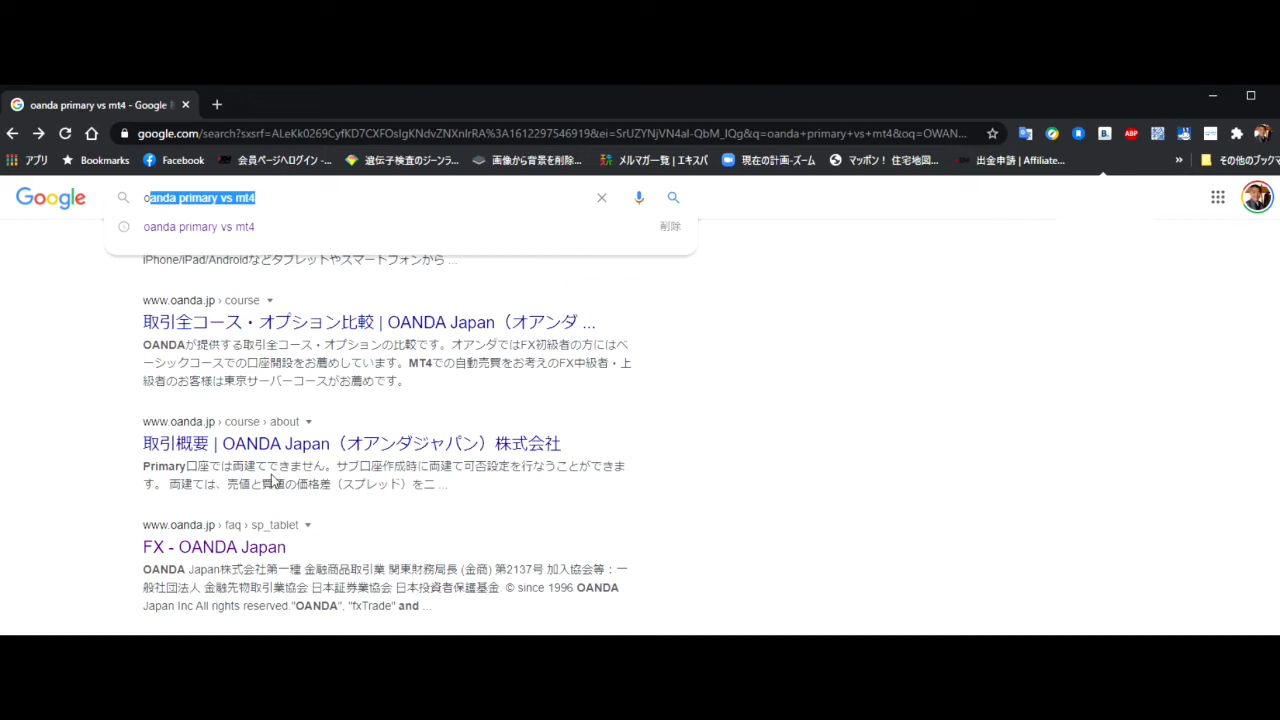 oanda primary vs mt4 - Google
google.com/search?sxsrf=ALeKk0269CyfKD7CXFOsIgKNdvZNXnIrRA%3A1612297546919&ei=SrUZYNjVN4aI-QbM_IQg&q=oanda+primary+vs+mt4&oq=OWAN...
アプリ Bookmarks Facebook 会員ページログイン -... 遺伝子検査のジーンラ... 画像から背景を削除... メルマガ一覧 | エキスパ 現在の計画-ズーム マッポン！住宅地図... 出金申請 | Affiliate... » その他のブックマ
Google oanda primary vs mt4
oanda primary vs mt4 削除
iPhone/iPad/Androidなどタブレットやスマートフォンから ...
www.oanda.jp › course
取引全コース・オプション比較 | OANDA Japan（オアンダ ...
OANDAが提供する取引全コース・オプションの比較です。オアンダではFX初級者の方にはベ
ーシックコースでの口座開設をお薦めしています。MT4での自動売買をお考えのFX中級者・上
級者のお客様は東京サーバーコースがお薦めです。
www.oanda.jp › course › about
取引概要 | OANDA Japan（オアンダジャパン）株式会社
Primary口座では両建てできません。サブ口座作成時に両建て可否設定を行なうことができま
す。 両建ては、売値と買値の価格差（スプレッド）を二 ...
www.oanda.jp › faq › sp_tablet
FX - OANDA Japan
OANDA Japan株式会社第一種 金融商品取引業 関東財務局長 (金商) 第2137号 加入協会等：一
般社団法人 金融先物取引業協会 日本証券業協会 日本投資者保護基金. © since 1996 OANDA
Japan Inc All rights reserved."OANDA", "fxTrade" and ...